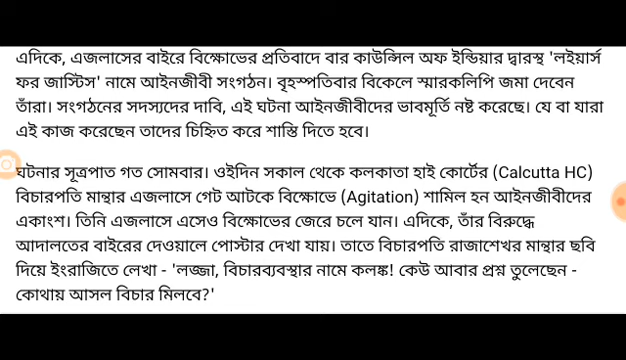 এদিকে, এজলাসের বাইরে বিক্ষোভের প্রতিবাদে বার কাউন্সিল অফ ইন্ডিয়ার দ্বারস্থ 'লইয়ার্স
ফর জাস্টিস' নামে আইনজীবী সংগঠন। বৃহস্পতিবার বিকেলে স্মারকলিপি জমা দেবেন
তাঁরা। সংগঠনের সদস্যদের দাবি, এই ঘটনা আইনজীবীদের ভাবমূর্তি নষ্ট করেছে। যে বা যারা
এই কাজ করেছেন তাদের চিহ্নিত করে শাস্তি দিতে হবে।
ঘটনার সূত্রপাত গত সোমবার। ওইদিন সকাল থেকে কলকাতা হাই কোর্টের (Calcutta HC)
বিচারপতি মান্থার এজলাসে গেট আটকে বিক্ষোভে (Agitation) শামিল হন আইনজীবীদের
একাংশ। তিনি এজলাসে এসেও বিক্ষোভের জেরে চলে যান। এদিকে, তাঁর বিরুদ্ধে
আদালতের বাইরের দেওয়ালে পোস্টার দেখা যায়। তাতে বিচারপতি রাজাশেখর মান্থার ছবি
দিয়ে ইংরাজিতে লেখা - 'লজ্জা, বিচারব্যবস্থার নামে কলঙ্ক! কেউ আবার প্রশ্ন তুলেছেন -
কোথায় আসল বিচার মিলবে?'